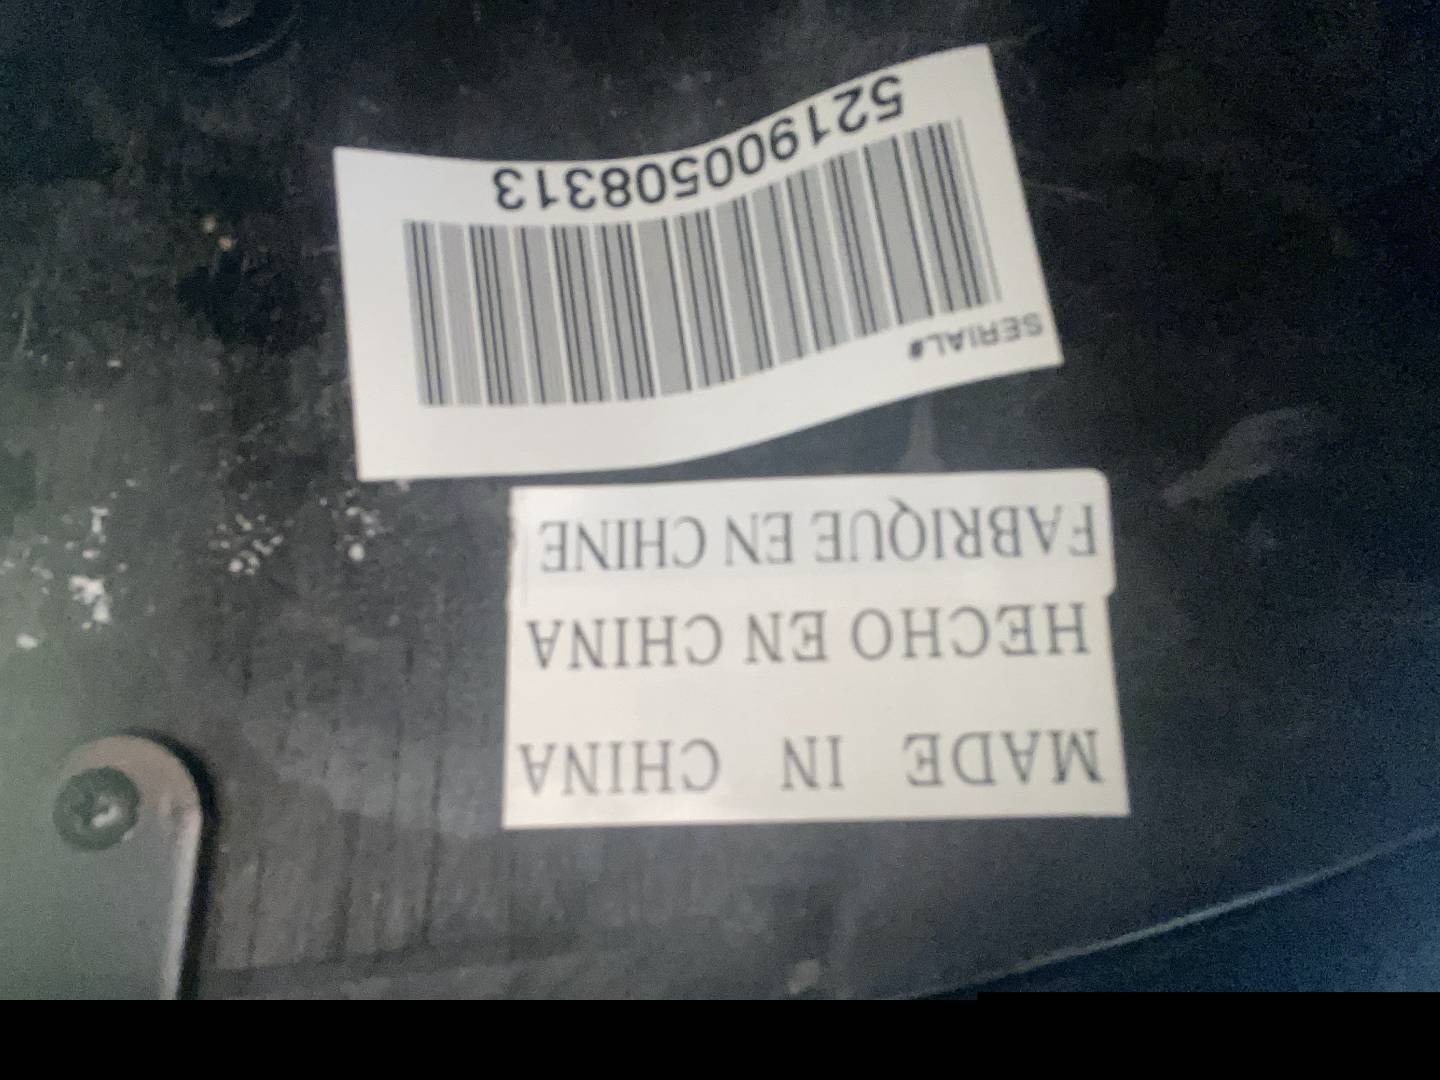 MADE IN CHINA
HECHO EN CHINA
FABRIQUE EN CHINE
SERIAL#
521900508313